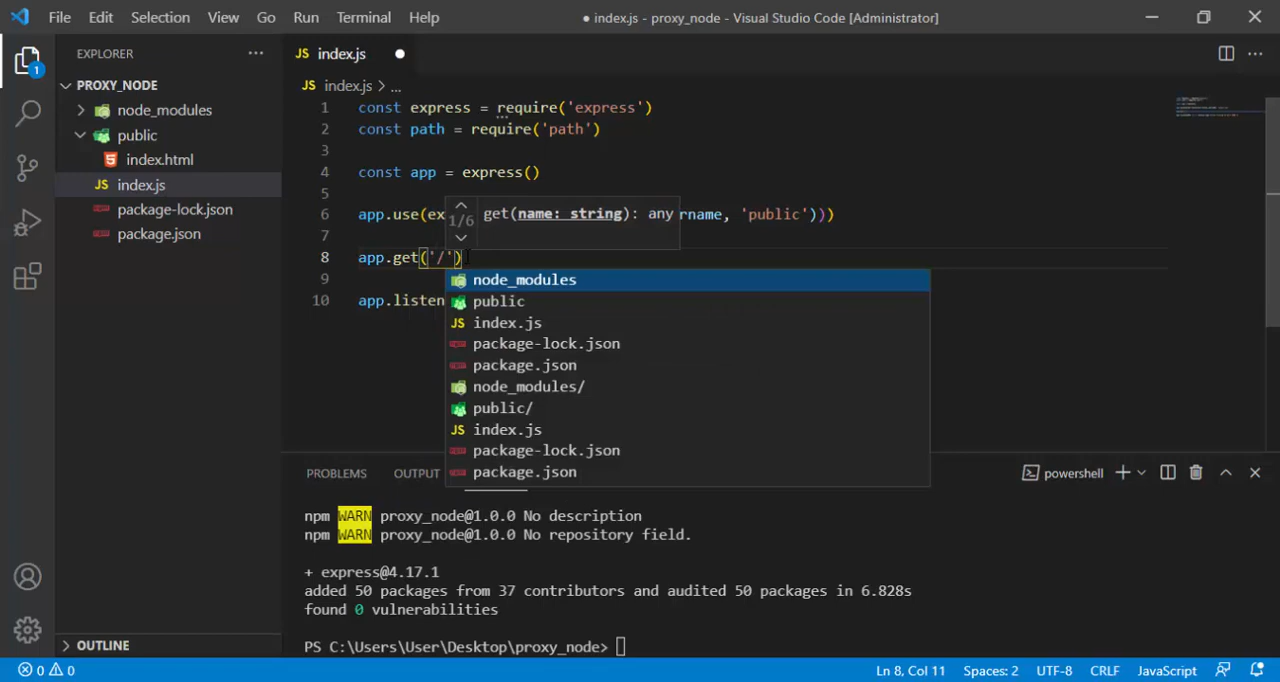 File Edit Selection View Go Run Terminal Help ● index.js - proxy_node - Visual Studio Code [Administrator]
EXPLORER ...
JS index.js ●
1
PROXY_NODE
node_modules
public
index.html
JS index.js
package-lock.json
package.json
JS index.js > ...
1 const express = require('express')
2 const path = require('path')
3
4 const app = express()
5
6 app.use(ex
1/6 get(name: string): any
rname, 'public')))
7
8 app.get('/')
9
10 app.listen
node_modules
public
JS index.js
package-lock.json
package.json
node_modules/
public/
JS index.js
package-lock.json
package.json
PROBLEMS OUTPUT powershell
npm WARN proxy_node@1.0.0 No description
npm WARN proxy_node@1.0.0 No repository field.
+ express@4.17.1
added 50 packages from 37 contributors and audited 50 packages in 6.828s
found 0 vulnerabilities
PS C:\Users\User\Desktop\proxy_node>
OUTLINE
0 0 Ln 8, Col 11 Spaces: 2 UTF-8 CRLF JavaScript